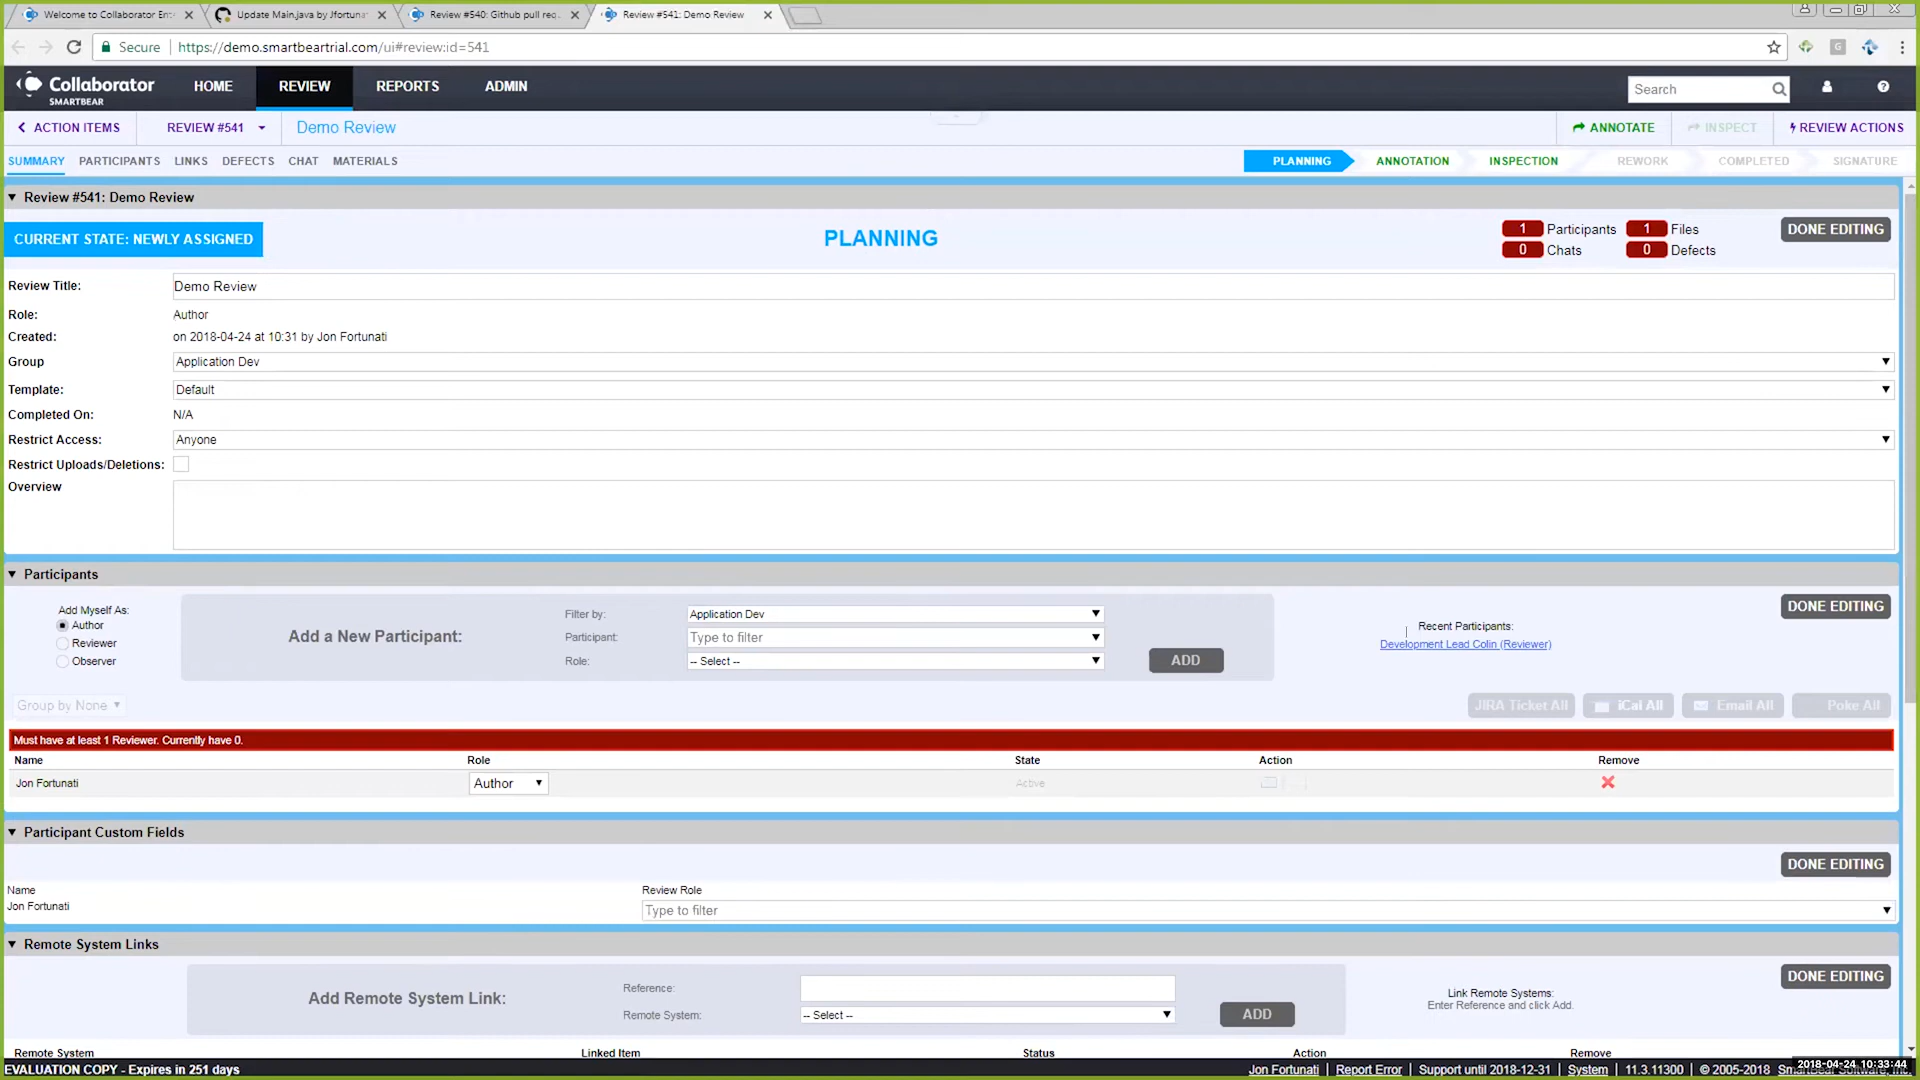 Welcome to Collaborator Ent
Update Main.java by Jfortuna
Review #540: Github pull req
Review #541: Demo Review
Secure
https://demo.smartbeartrial.com/ui#review:id=541
Collaborator
SMARTBEAR
HOME
REVIEW
REPORTS
ADMIN
Search
ACTION ITEMS
REVIEW #541
Demo Review
ANNOTATE
INSPECT
REVIEW ACTIONS
SUMMARY
PARTICIPANTS
LINKS
DEFECTS
CHAT
MATERIALS
PLANNING
ANNOTATION
INSPECTION
REWORK
COMPLETED
SIGNATURE
Review #541: Demo Review
CURRENT STATE: NEWLY ASSIGNED
PLANNING
1 Participants
1 Files
0 Chats
0 Defects
DONE EDITING
Review Title: Demo Review
Role: Author
Created: on 2018-04-24 at 10:31 by Jon Fortunati
Group Application Dev
Template: Default
Completed On: N/A
Restrict Access: Anyone
Restrict Uploads/Deletions:
Overview
Participants
Add Myself As:
Author
Reviewer
Observer
Add a New Participant:
Filter by: Application Dev
Participant: Type to filter
Role: -- Select --
ADD
Recent Participants:
Development Lead Colin (Reviewer)
DONE EDITING
Group by None
JIRA Ticket All
iCal All
Email All
Poke All
Must have at least 1 Reviewer. Currently have 0.
Name Role State Action Remove
Jon Fortunati Author Active
Participant Custom Fields
DONE EDITING
Name Review Role
Jon Fortunati Type to filter
Remote System Links
Add Remote System Link:
Reference:
Remote System: -- Select --
ADD
Link Remote Systems:
Enter Reference and click Add.
DONE EDITING
Remote System Linked Item Status Action Remove
EVALUATION COPY - Expires in 251 days
Jon Fortunati | Report Error | Support until 2018-12-31 | System | 11.3.11300 | © 2005-2018 SmartBear Software, Inc.
2018-04-24 10:33:44